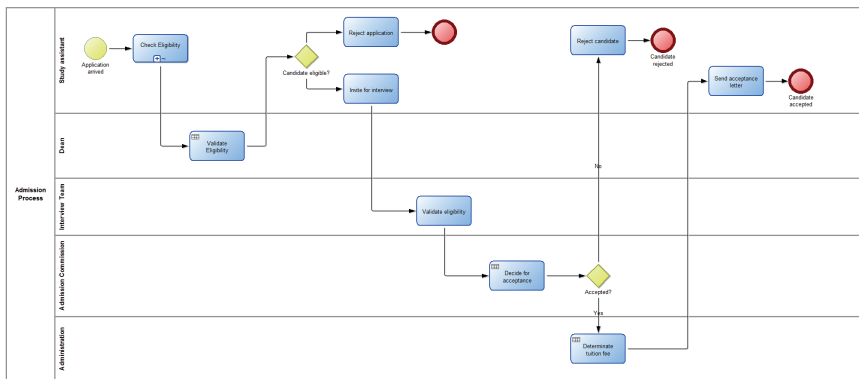 Admission
Process
Study assistant
Application
arrived
Check Eligibility
Candidate eligible?
Reject application
Invite for interview
Reject candidate
Candidate
rejected
Send acceptance
letter
Candidate
accepted
Dean
Validate
Eligibility
No
Interview Team
Validate eligibility
Admission Commission
Decide for
acceptance
Accepted?
Yes
Administration
Determinate
tuition fee